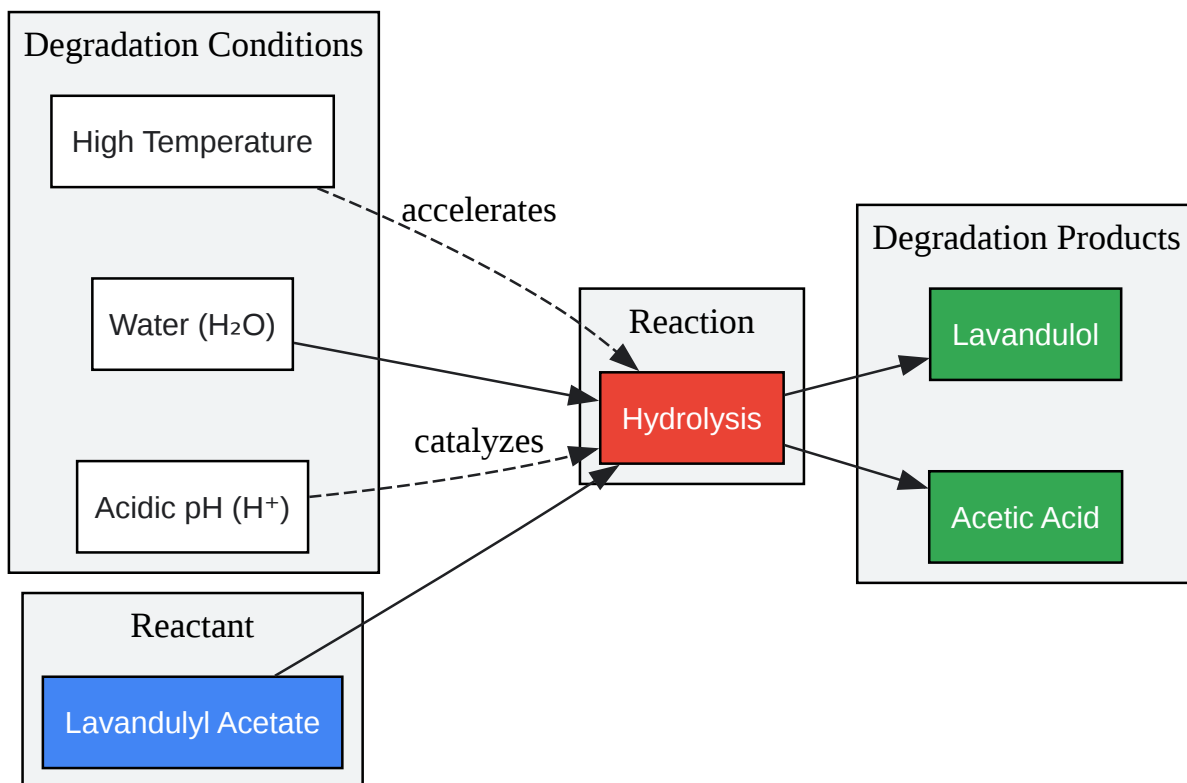 Degradation Conditions
High Temperature
accelerates
Water (H₂O)
catalyzes
Acidic pH (H⁺)
Reactant
Lavandulyl Acetate
Reaction
Hydrolysis
Degradation Products
Lavandulol
Acetic Acid